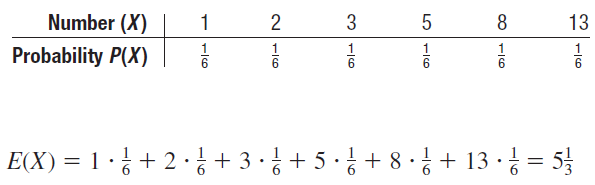 Number (X) 1 2 3 5 8 13
Probability P(X) 1/6 1/6 1/6 1/6 1/6 1/6
E(X) = 1 · 1/6 + 2 · 1/6 + 3 · 1/6 + 5 · 1/6 + 8 · 1/6 + 13 · 1/6 = 5 1/3